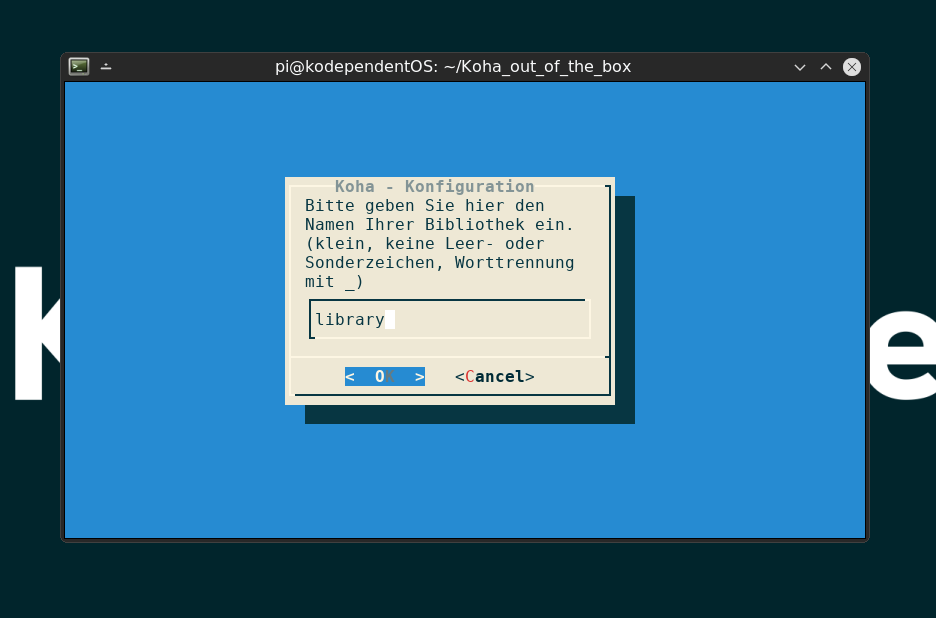 pi@kodependentOS: ~/Koha_out_of_the_box
Koha - Konfiguration
Bitte geben Sie hier den
Namen Ihrer Bibliothek ein.
(klein, keine Leer- oder
Sonderzeichen, Worttrennung
mit _)
library
< OK > <Cancel>
K e